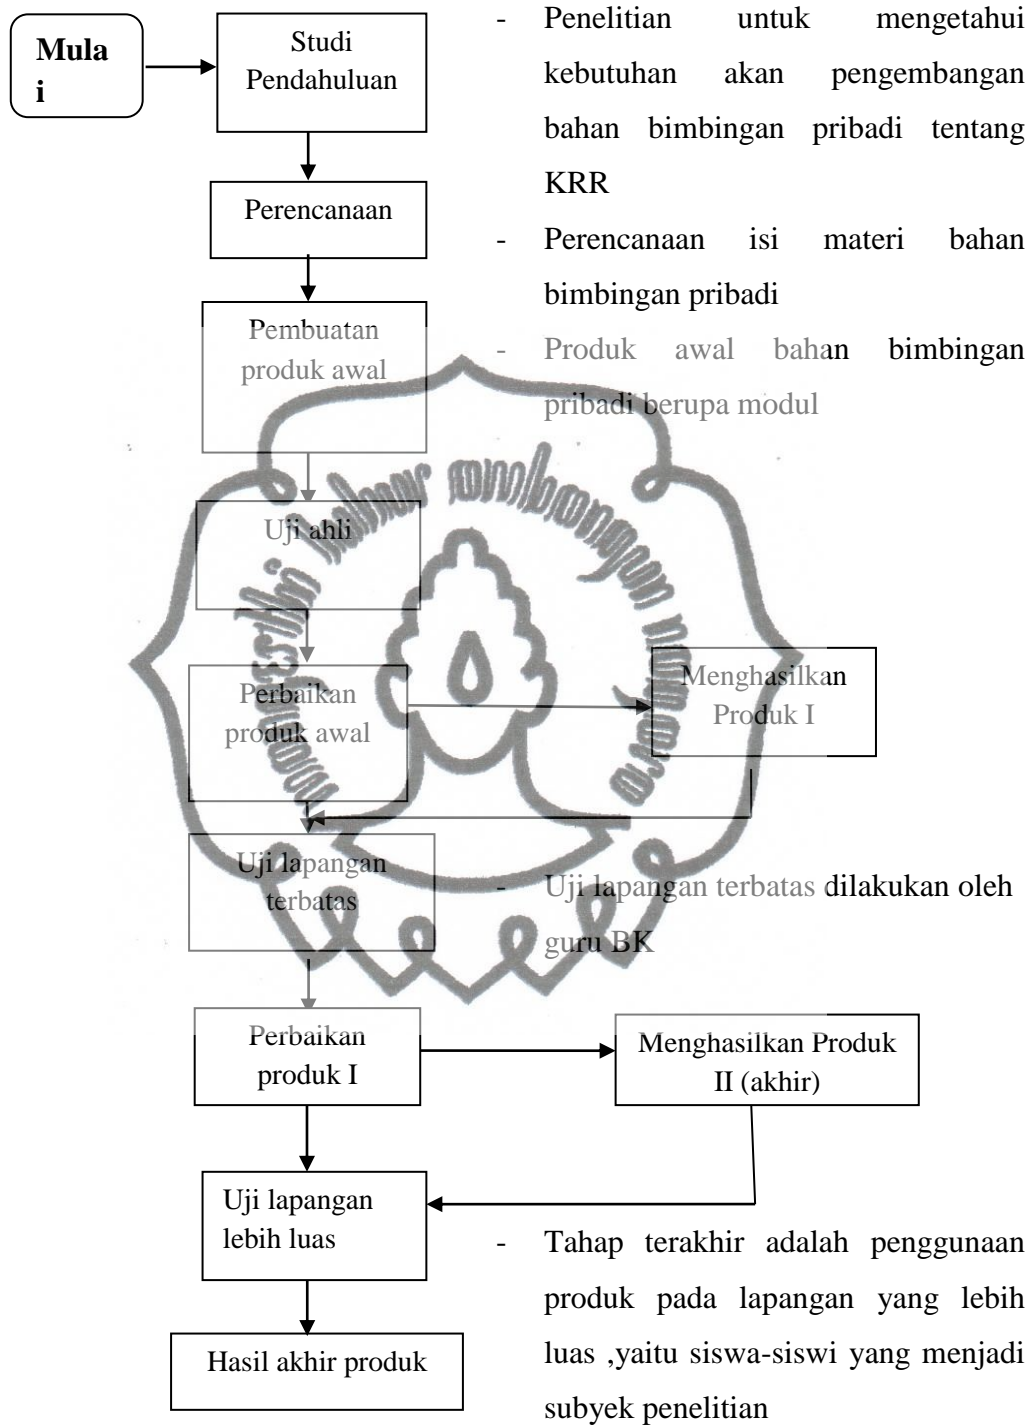 Mula
i
Studi
Pendahuluan
Perencanaan
Pembuatan
produk awal
Uji ahli
Perbaikan
produk awal
Menghasilkan
Produk I
Uji lapangan
terbatas
Perbaikan
produk I
Menghasilkan Produk
II (akhir)
Uji lapangan
lebih luas
Hasil akhir produk
- Penelitian untuk mengetahui
kebutuhan akan pengembangan
bahan bimbingan pribadi tentang
KRR
- Perencanaan isi materi bahan
bimbingan pribadi
- Produk awal bahan bimbingan
pribadi berupa modul
- Uji lapangan terbatas dilakukan oleh
guru BK
- Tahap terakhir adalah penggunaan
produk pada lapangan yang lebih
luas ,yaitu siswa-siswi yang menjadi
subyek penelitian